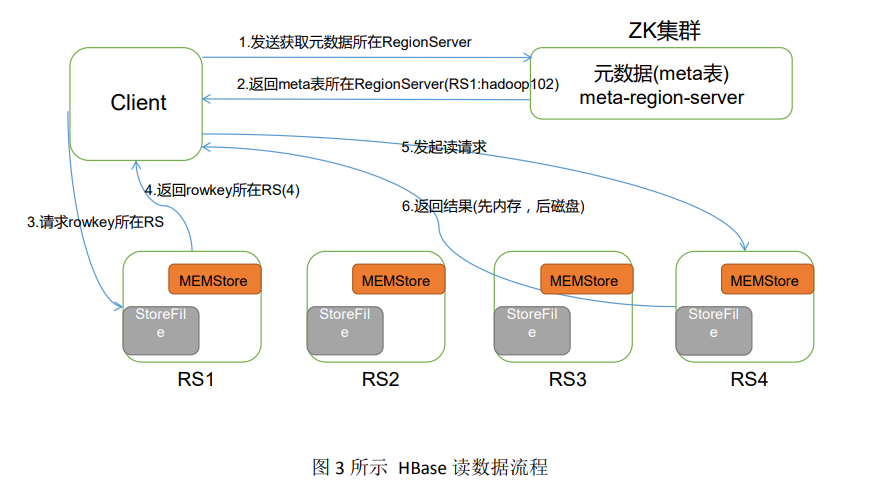 ZK集群
1.发送获取元数据所在RegionServer
Client
元数据(meta表)
meta-region-server
2.返回meta表所在RegionServer(RS1:hadoop102)
5.发起读请求
4.返回rowkey所在RS(4)
6.返回结果(先内存，后磁盘)
3.请求rowkey所在RS
MEMStore
MEMStore
MEMStore
MEMStore
StoreFil
e
StoreFil
e
StoreFil
e
StoreFil
e
RS1
RS2
RS3
RS4
图 3 所示 HBase 读数据流程